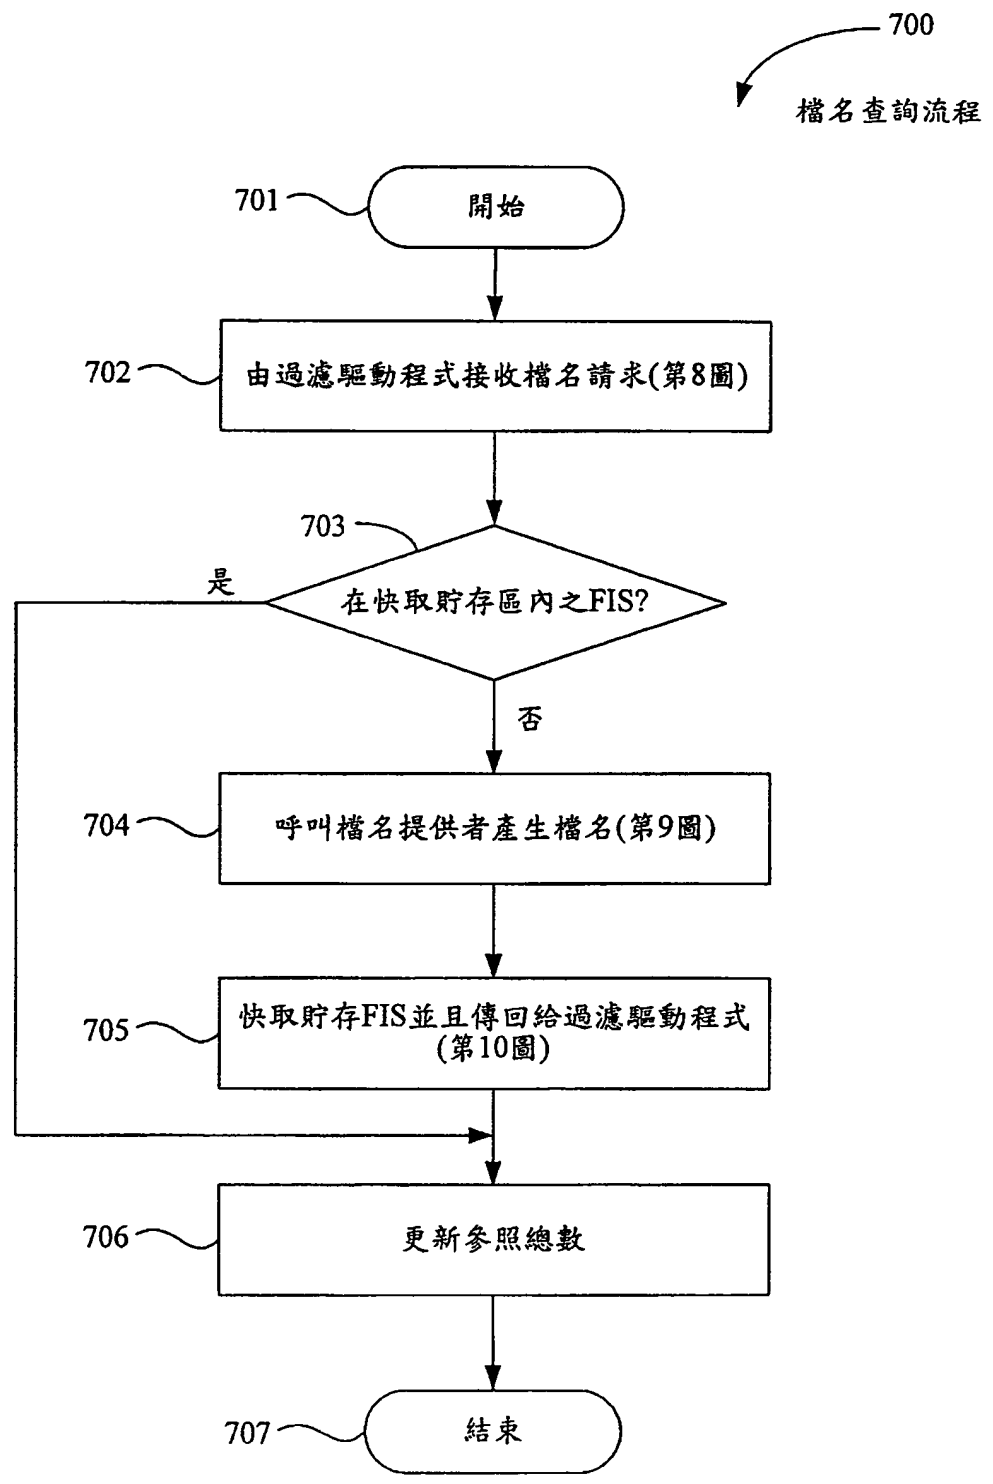 700
檔名查詢流程
701
開始
702
由過濾驅動程式接收檔名請求(第8圖)
703
是
在快取貯存區內之FIS?
否
704
呼叫檔名提供者產生檔名(第9圖)
705
快取貯存FIS並且傳回給過濾驅動程式
(第10圖)
706
更新參照總數
707
結束